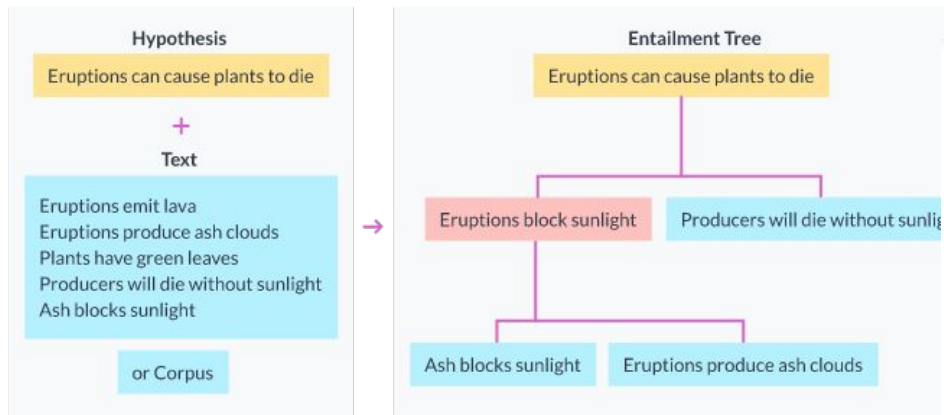 Hypothesis
Eruptions can cause plants to die
+
Text
Eruptions emit lava
Eruptions produce ash clouds
Plants have green leaves
Producers will die without sunlight
Ash blocks sunlight
or Corpus
→
Entailment Tree
Eruptions can cause plants to die
Eruptions block sunlight
Producers will die without sunlig
Ash blocks sunlight
Eruptions produce ash clouds